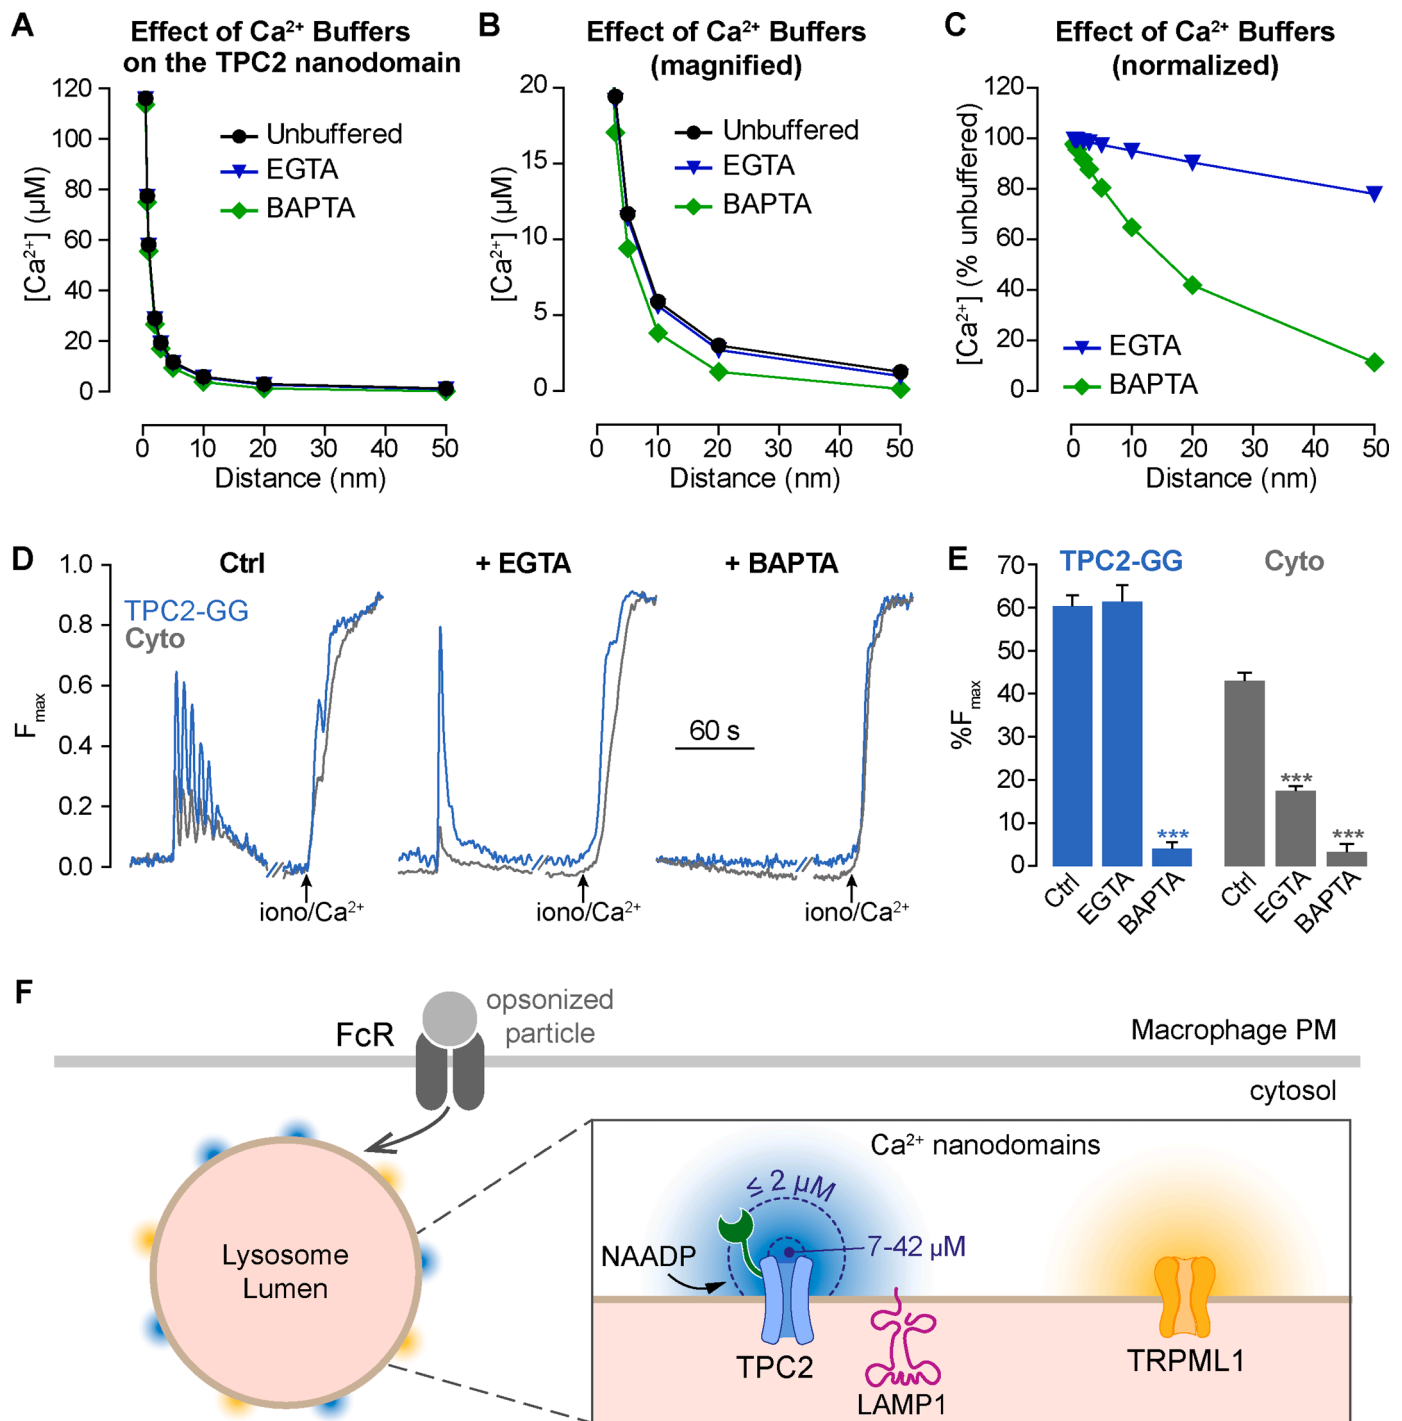 A
Effect of Ca²⁺ Buffers
on the TPC2 nanodomain
120
100
80
60
40
20
0
[Ca²⁺] (μM)
Unbuffered
EGTA
BAPTA
0 10 20 30 40 50
Distance (nm)
B
Effect of Ca²⁺ Buffers
(magnified)
20
15
10
5
0
[Ca²⁺] (μM)
Unbuffered
EGTA
BAPTA
0 10 20 30 40 50
Distance (nm)
C
Effect of Ca²⁺ Buffers
(normalized)
120
100
80
60
40
20
0
[Ca²⁺] (% unbuffered)
EGTA
BAPTA
0 10 20 30 40 50
Distance (nm)
D
Ctrl
+ EGTA
+ BAPTA
1.0
0.8
0.6
0.4
0.2
0.0
Fmax
TPC2-GG
Cyto
60 s
iono/Ca²⁺
iono/Ca²⁺
iono/Ca²⁺
E
TPC2-GG
Cyto
70
60
50
40
30
20
10
0
%Fmax
***
***
***
Ctrl
EGTA
BAPTA
Ctrl
EGTA
BAPTA
F
opsonized
particle
FcR
Macrophage PM
cytosol
Lysosome
Lumen
Ca²⁺ nanodomains
≤ 2 μM
7-42 μM
NAADP
TPC2
LAMP1
TRPML1